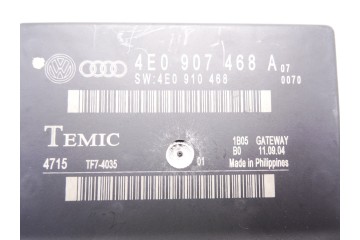 4E0 907 468 A 07
SW:4E0 910 468 0070
TEMIC
1B05 GATEWAY
4715 TF7-4035 B0 11.09.04
01 Made in Philippines